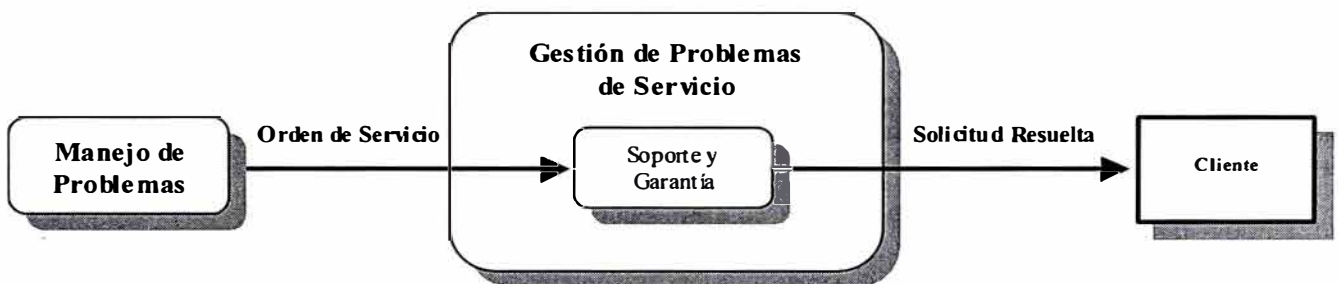 Gestión de Problemas
de Servicio
Manejo de
Problemas
Orden de Servicio
Soporte y
Garantía
Solicitud Resuelta
Cliente